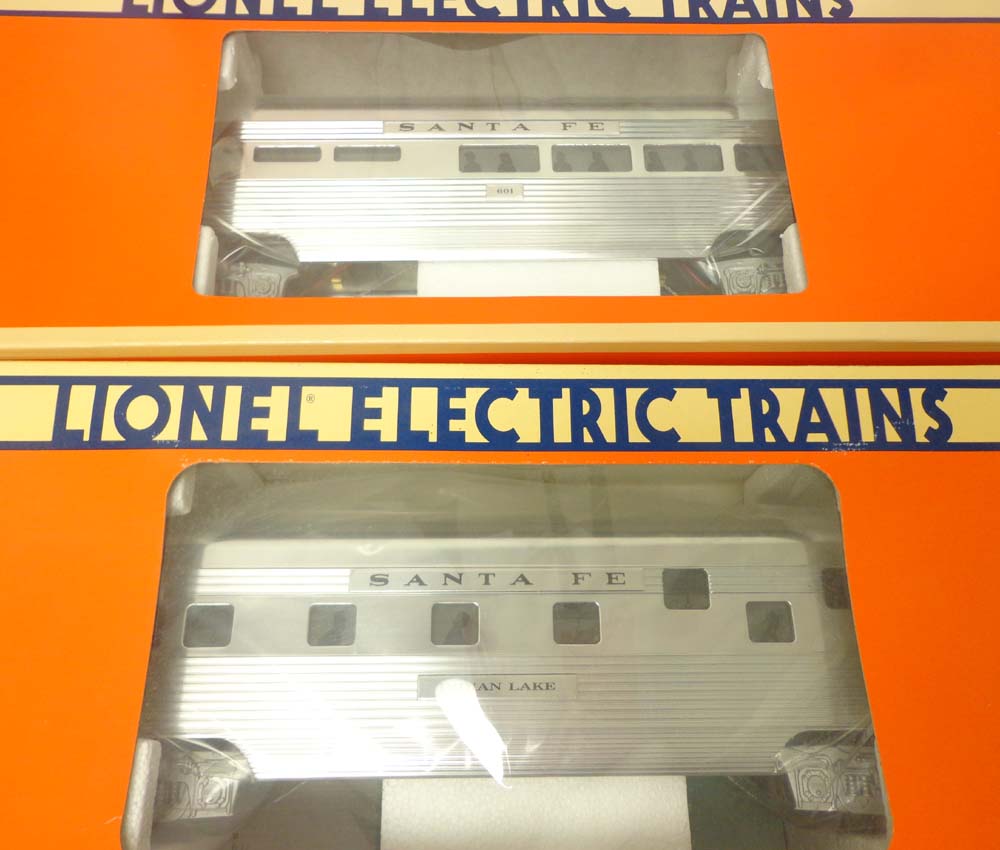 LIONEL ELECTRIC TRAINS
SANTA FE
601
LIONEL® ELECTRIC TRAINS
SANTA FE
LAKE